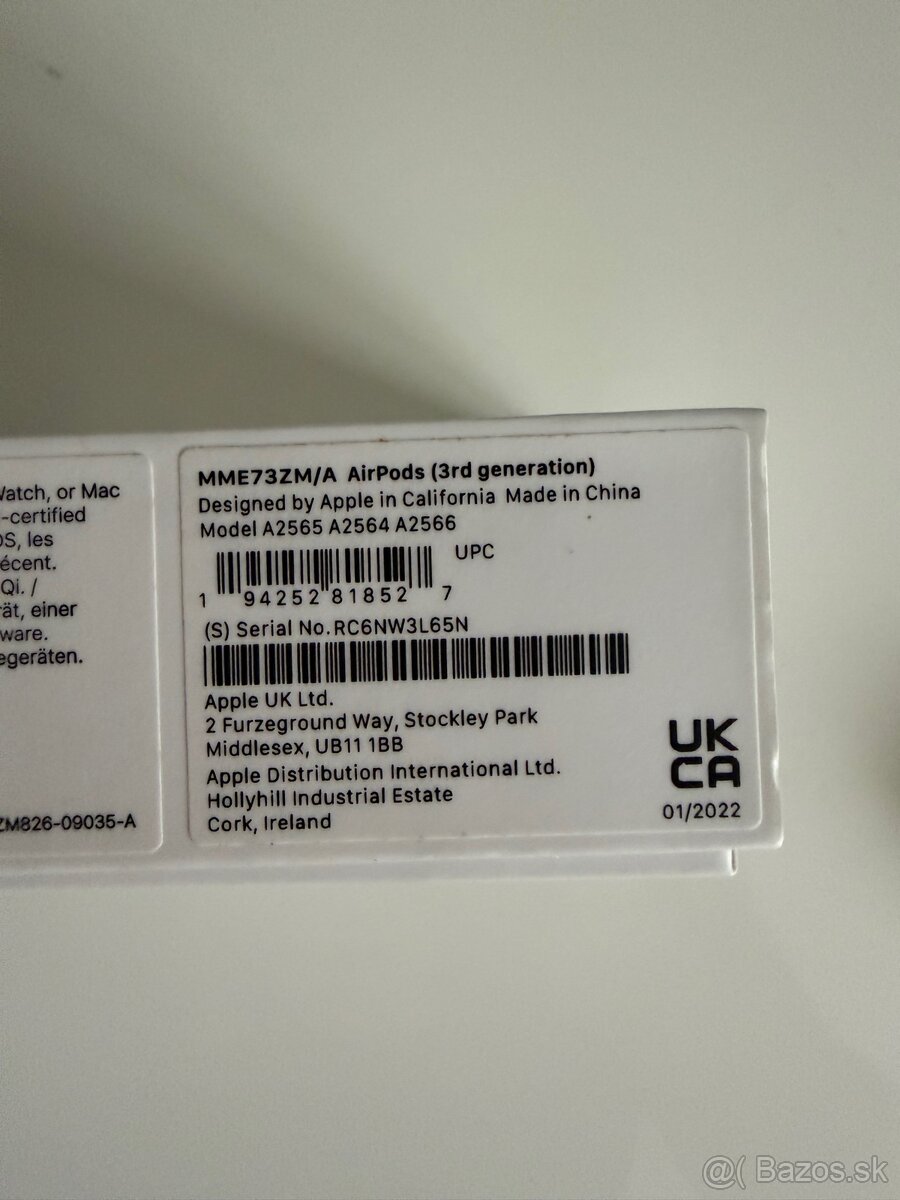 Watch, or Mac
-certified
OS, les
écent.
Qi. /
rät, einer
ware.
egeräten.
ZM826-09035-A
MME73ZM/A AirPods (3rd generation)
Designed by Apple in California Made in China
Model A2565 A2564 A2566
UPC
1 94252 81852 7
(S) Serial No. RC6NW3L65N
Apple UK Ltd.
2 Furzeground Way, Stockley Park
Middlesex, UB11 1BB
Apple Distribution International Ltd.
Hollyhill Industrial Estate
Cork, Ireland
UK
CA
01/2022
@( Bazos.sk